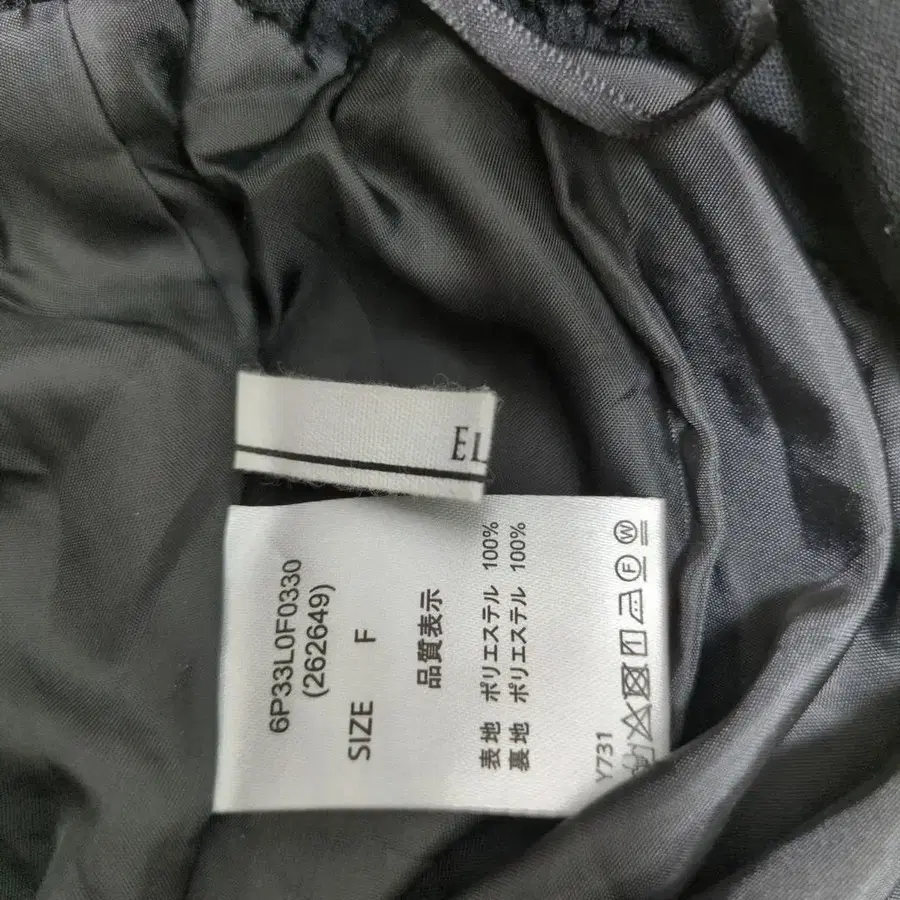 EL
6P33L0F0330
(262649)
SIZE F
品質表示
表地 ポリエステル 100%
裏地 ポリエステル 100%
Y731
F W